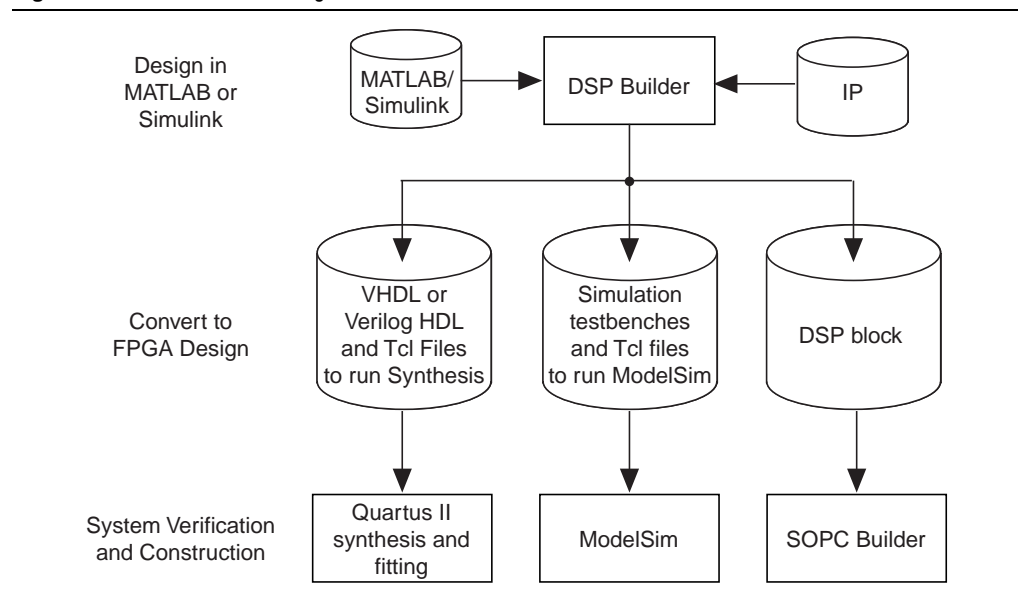 Design in
MATLAB or
Simulink
MATLAB/
Simulink
DSP Builder
IP
Convert to
FPGA Design
VHDL or
Verilog HDL
and Tcl Files
to run Synthesis
Simulation
testbenches
and Tcl files
to run ModelSim
DSP block
System Verification
and Construction
Quartus II
synthesis and
fitting
ModelSim
SOPC Builder